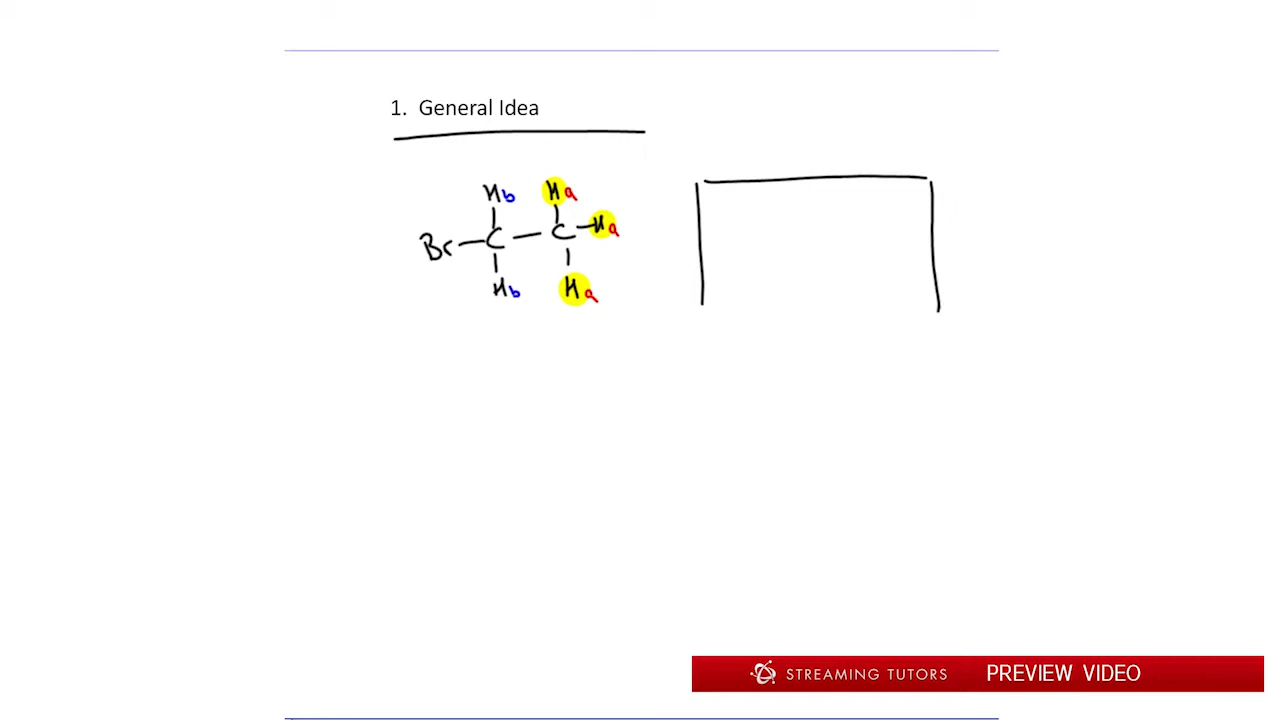 1. General Idea
Hb Ha
Br C C Ha
Hb Ha
STREAMING TUTORS PREVIEW VIDEO